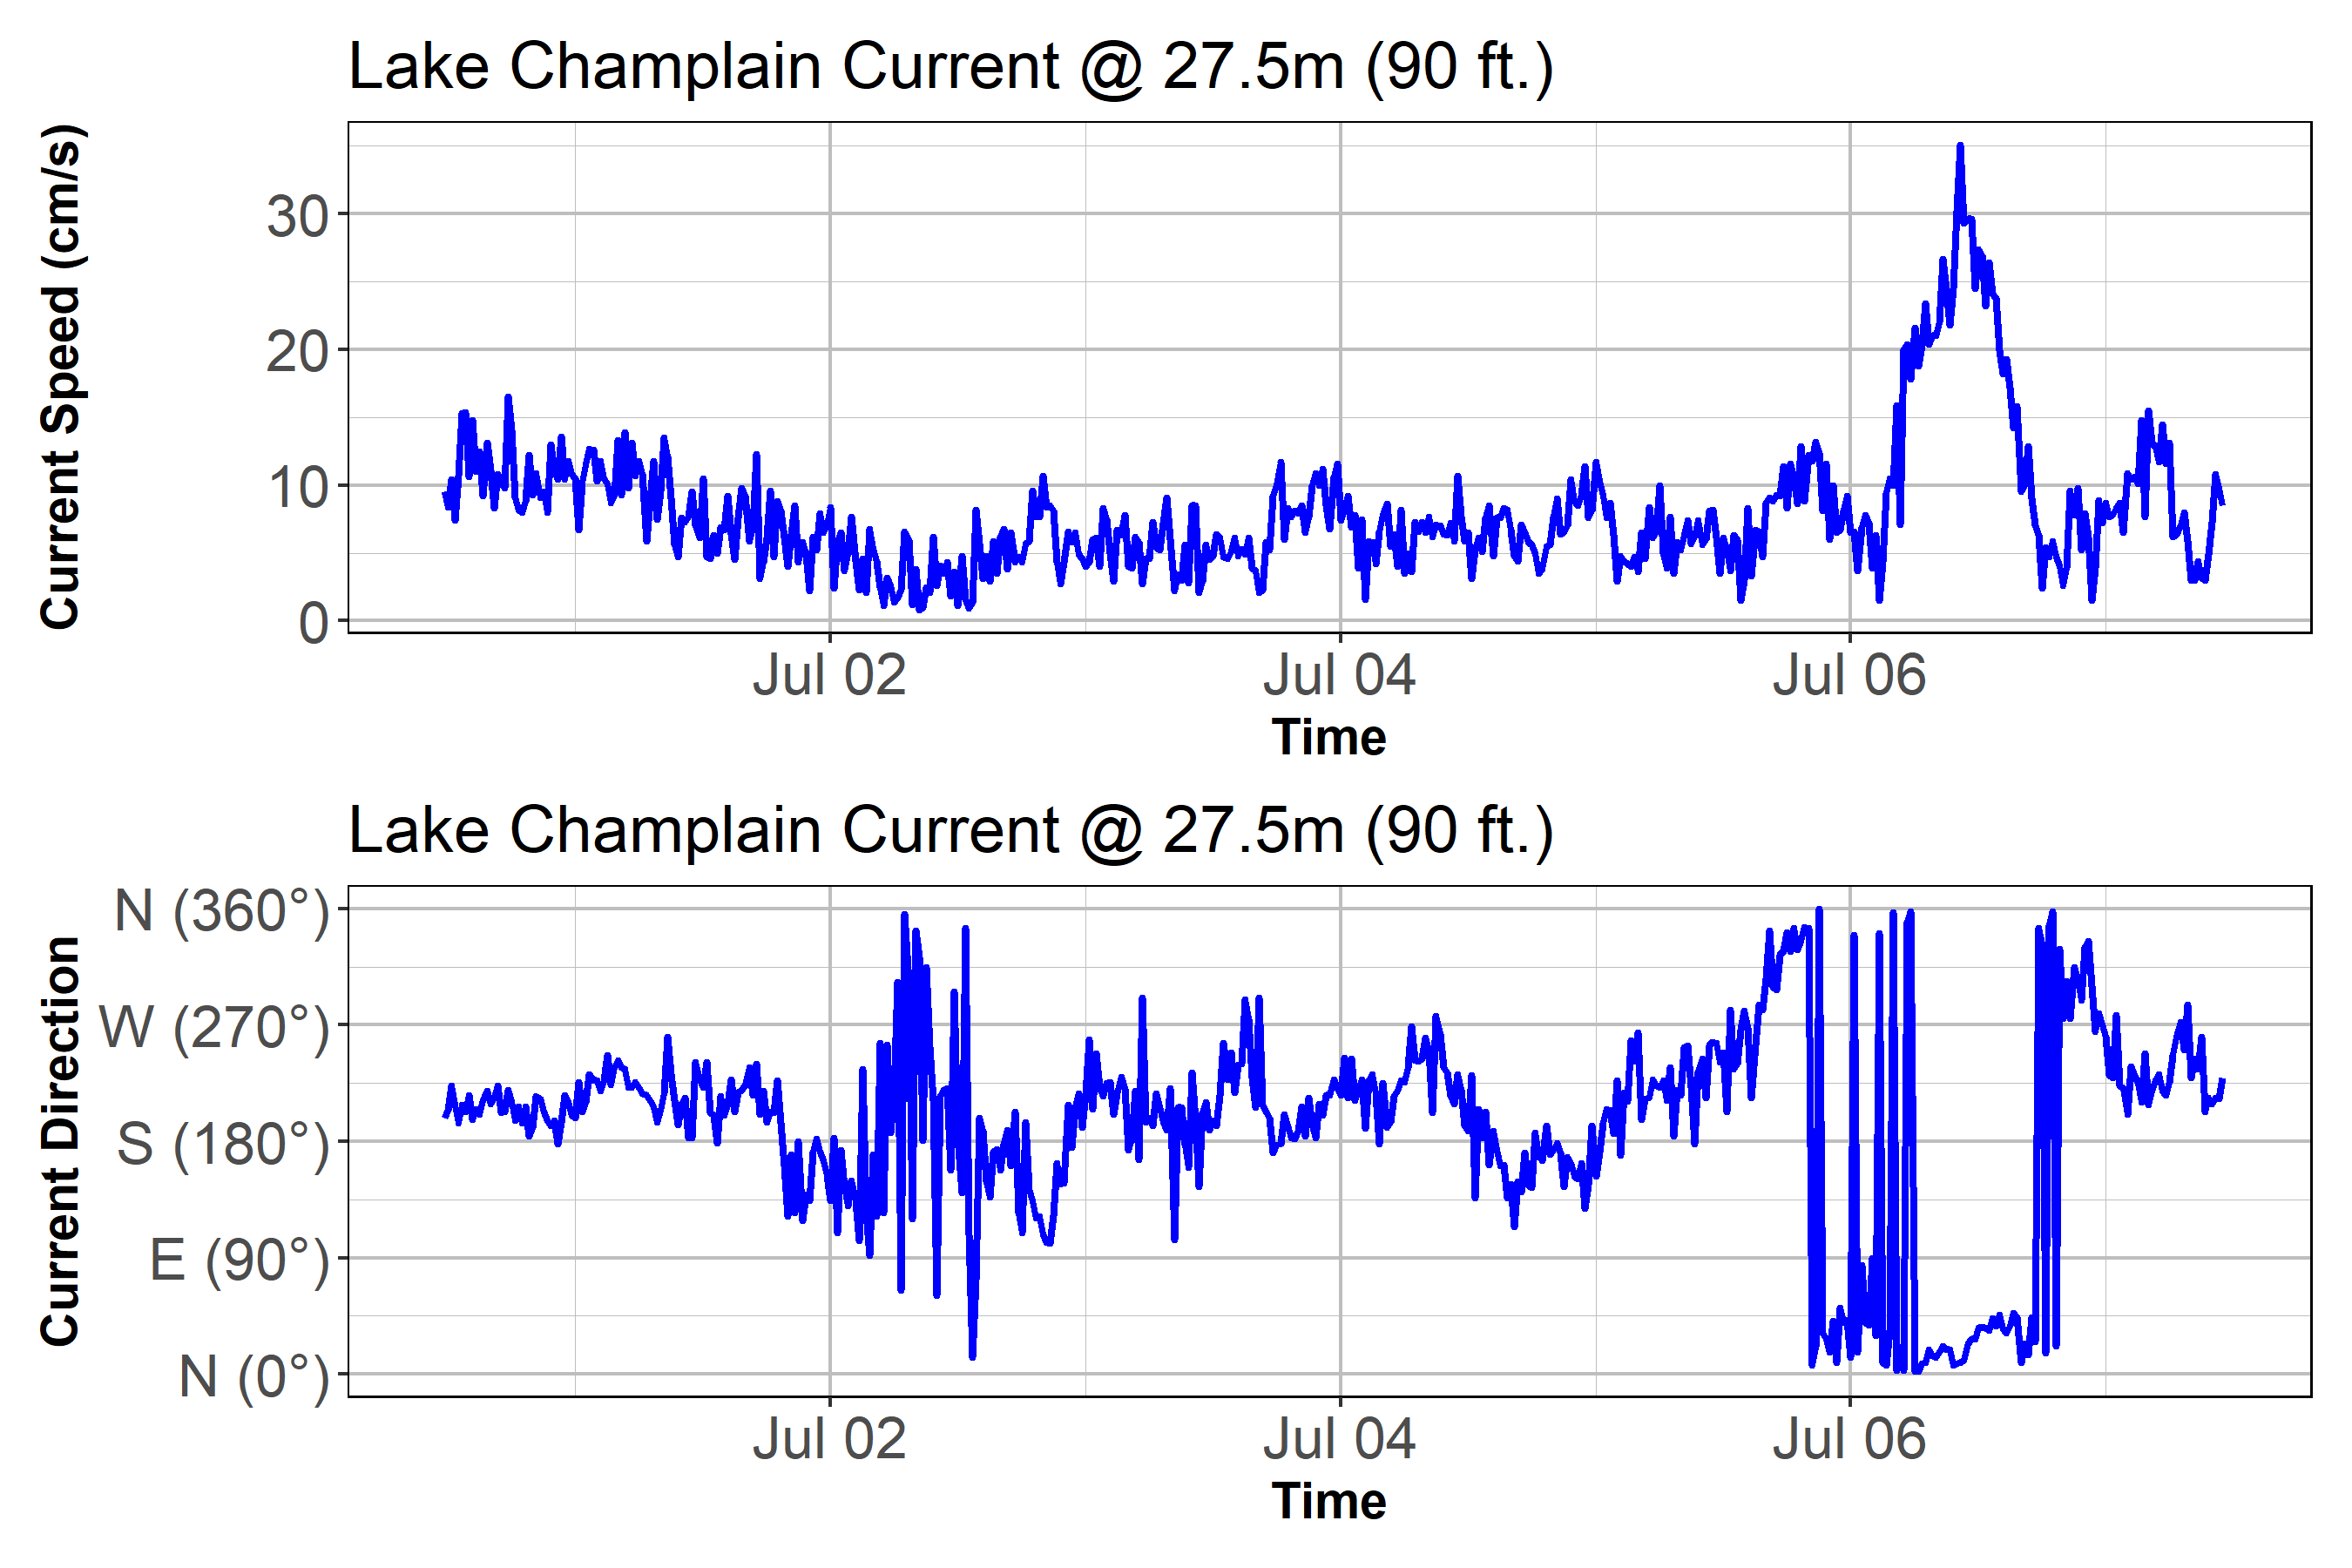 Lake Champlain Current @ 27.5m (90 ft.)
Current Speed (cm/s)
30
20
10
0
Jul 02 Jul 04 Jul 06
Time
Lake Champlain Current @ 27.5m (90 ft.)
Current Direction
N (360°)
W (270°)
S (180°)
E (90°)
N (0°)
Jul 02 Jul 04 Jul 06
Time